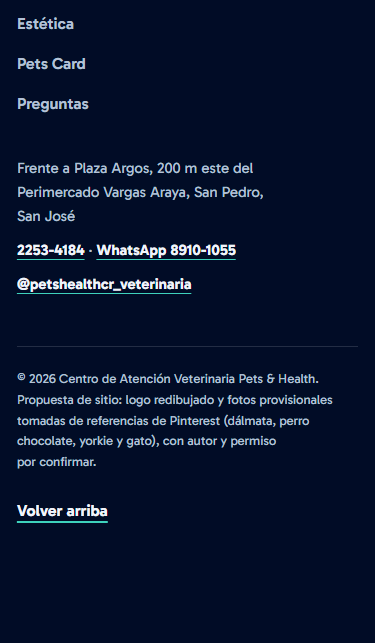 Estética
Pets Card
Preguntas
Frente a Plaza Argos, 200 m este del
Perimercado Vargas Araya, San Pedro,
San José
2253-4184 · WhatsApp 8910-1055
@petshealthcr_veterinaria
© 2026 Centro de Atención Veterinaria Pets & Health.
Propuesta de sitio: logo redibujado y fotos provisionales
tomadas de referencias de Pinterest (dálmata, perro
chocolate, yorkie y gato), con autor y permiso
por confirmar.
Volver arriba